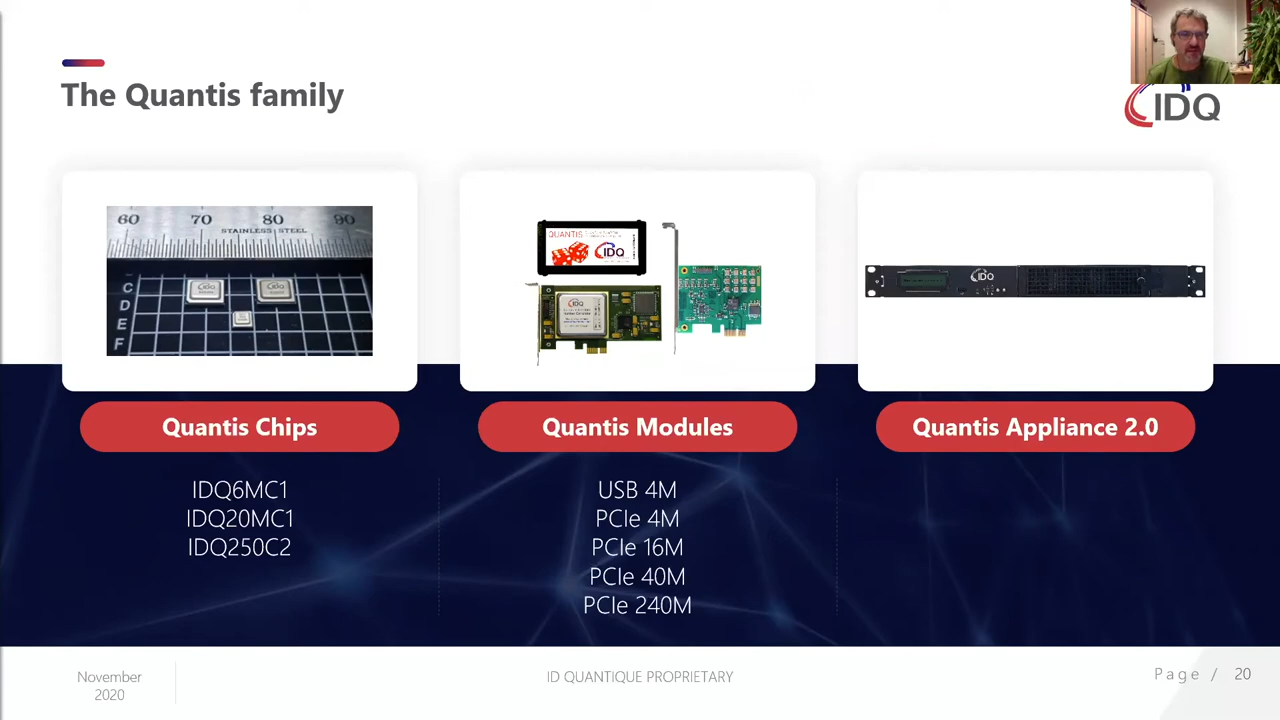 The Quantis family
IDQ
60 70 80 90
STAINLESS STEEL
C
D
E
F
QUANTIS
IDQ
IDQ
IDQ
Quantis Chips
Quantis Modules
Quantis Appliance 2.0
IDQ6MC1
IDQ20MC1
IDQ250C2
USB 4M
PCIe 4M
PCIe 16M
PCIe 40M
PCIe 240M
November
2020
ID QUANTIQUE PROPRIETARY
Page / 20